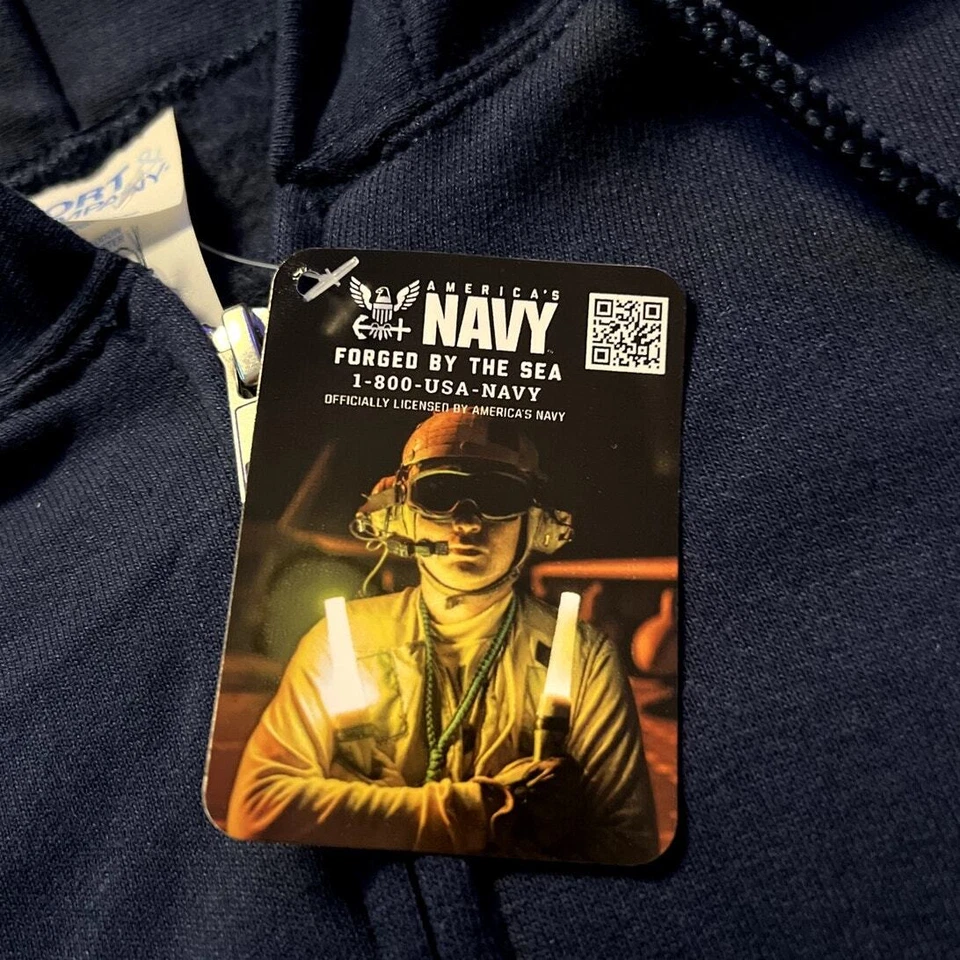 AMERICA'S
NAVY
FORGED BY THE SEA
1-800-USA-NAVY
OFFICIALLY LICENSED BY AMERICA'S NAVY